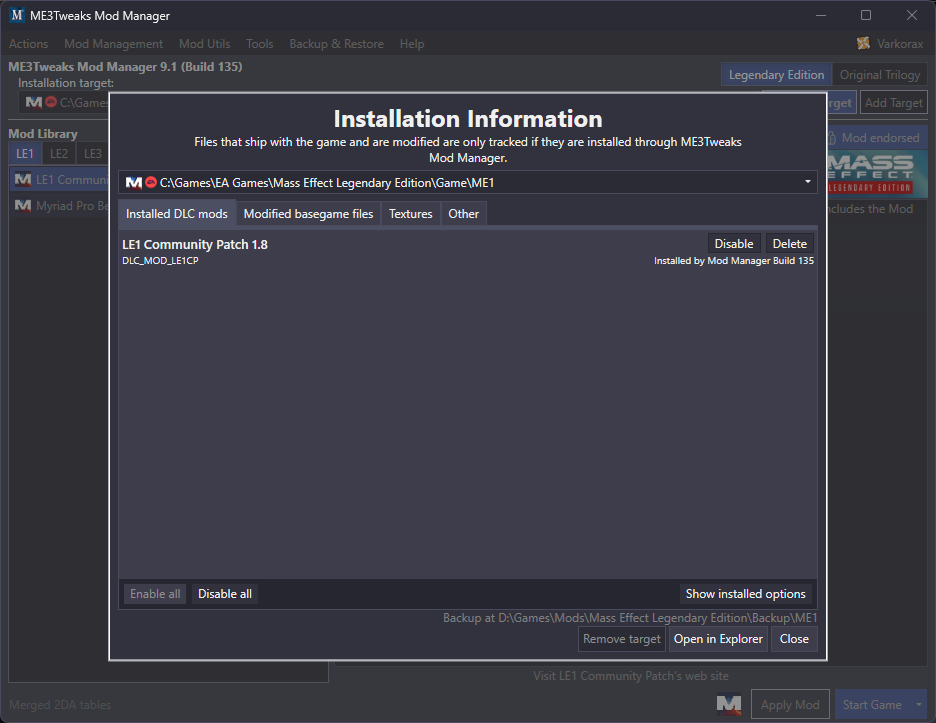 ME3Tweaks Mod Manager
Actions Mod Management Mod Utils Tools Backup & Restore Help Varkorax
ME3Tweaks Mod Manager 9.1 (Build 135)
Legendary Edition Original Trilogy
Installation target:
C:\Games
Add Target
Mod Library
Mod endorsed
LE1 LE2 LE3
LE1 Commun
Myriad Pro Be
MASS
EFFECT
LEGENDARY EDITION
ncludes the Mod
Installation Information
Files that ship with the game and are modified are only tracked if they are installed through ME3Tweaks
Mod Manager.
C:\Games\EA Games\Mass Effect Legendary Edition\Game\ME1
Installed DLC mods Modified basegame files Textures Other
LE1 Community Patch 1.8 Disable Delete
DLC_MOD_LE1CP Installed by Mod Manager Build 135
Enable all Disable all Show installed options
Backup at D:\Games\Mods\Mass Effect Legendary Edition\Backup\ME1
Remove target Open in Explorer Close
Visit LE1 Community Patch's web site
Merged 2DA tables Apply Mod Start Game